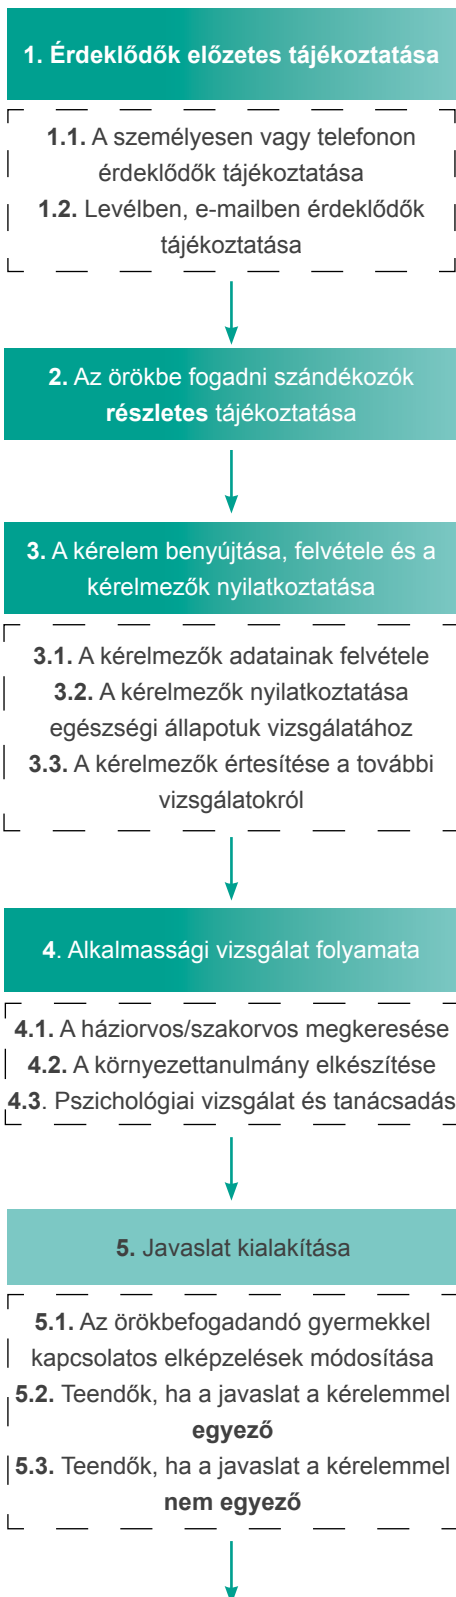 1. Érdeklődők előzetes tájékoztatása
1.1. A személyesen vagy telefonon
érdeklődők tájékoztatása
1.2. Levélben, e-mailben érdeklődők
tájékoztatása
2. Az örökbe fogadni szándékozók
részletes tájékoztatása
3. A kérelem benyújtása, felvétele és a
kérelmezők nyilatkoztatása
3.1. A kérelmezők adatainak felvétele
3.2. A kérelmezők nyilatkoztatása
egészségi állapotuk vizsgálatához
3.3. A kérelmezők értesítése a további
vizsgálatokról
4. Alkalmassági vizsgálat folyamata
4.1. A háziorvos/szakorvos megkeresése
4.2. A környezettanulmány elkészítése
4.3. Pszichológiai vizsgálat és tanácsadás
5. Javaslat kialakítása
5.1. Az örökbefogadandó gyermekkel
kapcsolatos elképzelések módosítása
5.2. Teendők, ha a javaslat a kérelemmel
egyező
5.3. Teendők, ha a javaslat a kérelemmel
nem egyező